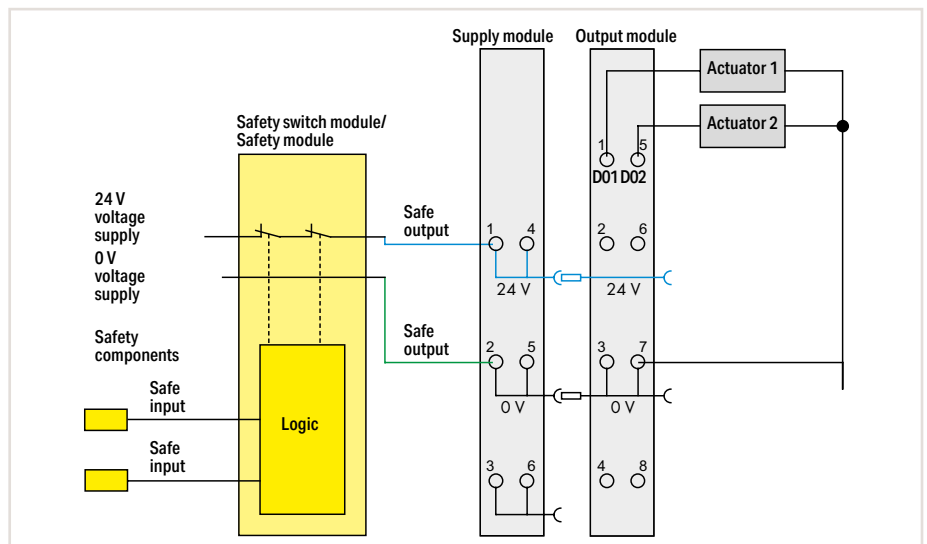 Supply module
Output module
Actuator 1
Actuator 2
Safety switch module/
Safety module
1
5
D01 D02
24 V
voltage
supply
Safe
output
1
4
2
6
24 V
24 V
0 V
voltage
supply
Safety
components
Safe
output
2
5
3
7
0 V
0 V
Safe
input
Logic
Safe
input
3
6
4
8